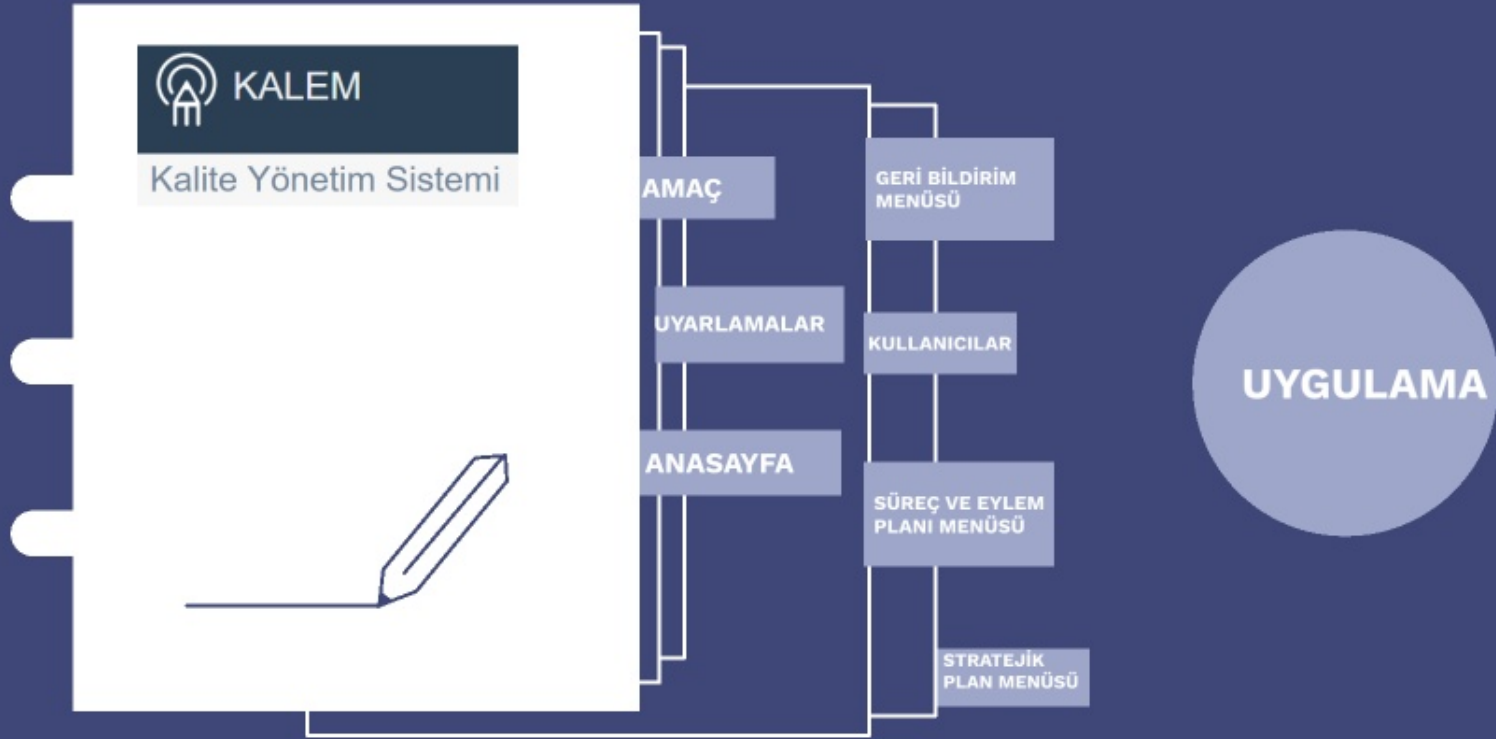 KALEM
Kalite Yönetim Sistemi
AMAÇ
UYARLAMALAR
ANASAYFA
GERİ BİLDİRİM
MENÜSÜ
KULLANICILAR
SÜREÇ VE EYLEM
PLANI MENÜSÜ
STRATEJİK
PLAN MENÜSÜ
UYGULAMA